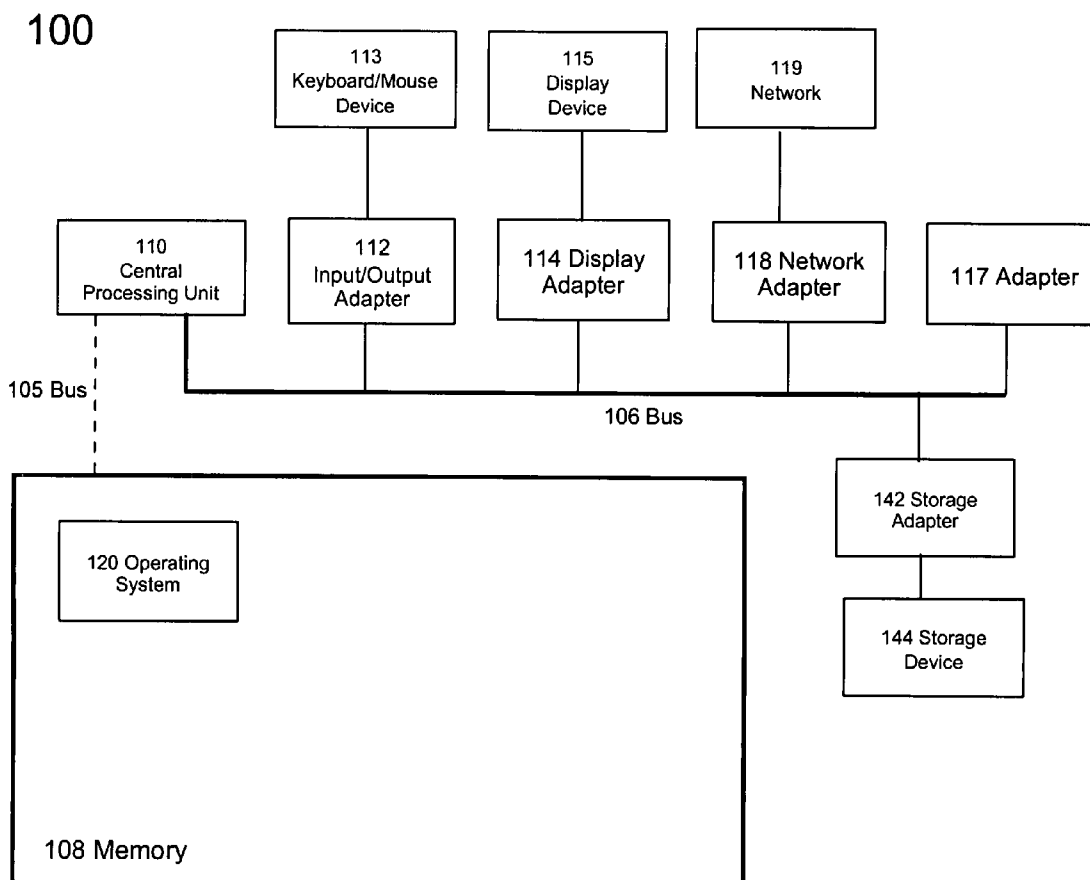 100
113
Keyboard/Mouse
Device
115
Display
Device
119
Network
110
Central
Processing Unit
112
Input/Output
Adapter
114 Display
Adapter
118 Network
Adapter
117 Adapter
105 Bus
106 Bus
142 Storage
Adapter
120 Operating
System
144 Storage
Device
108 Memory